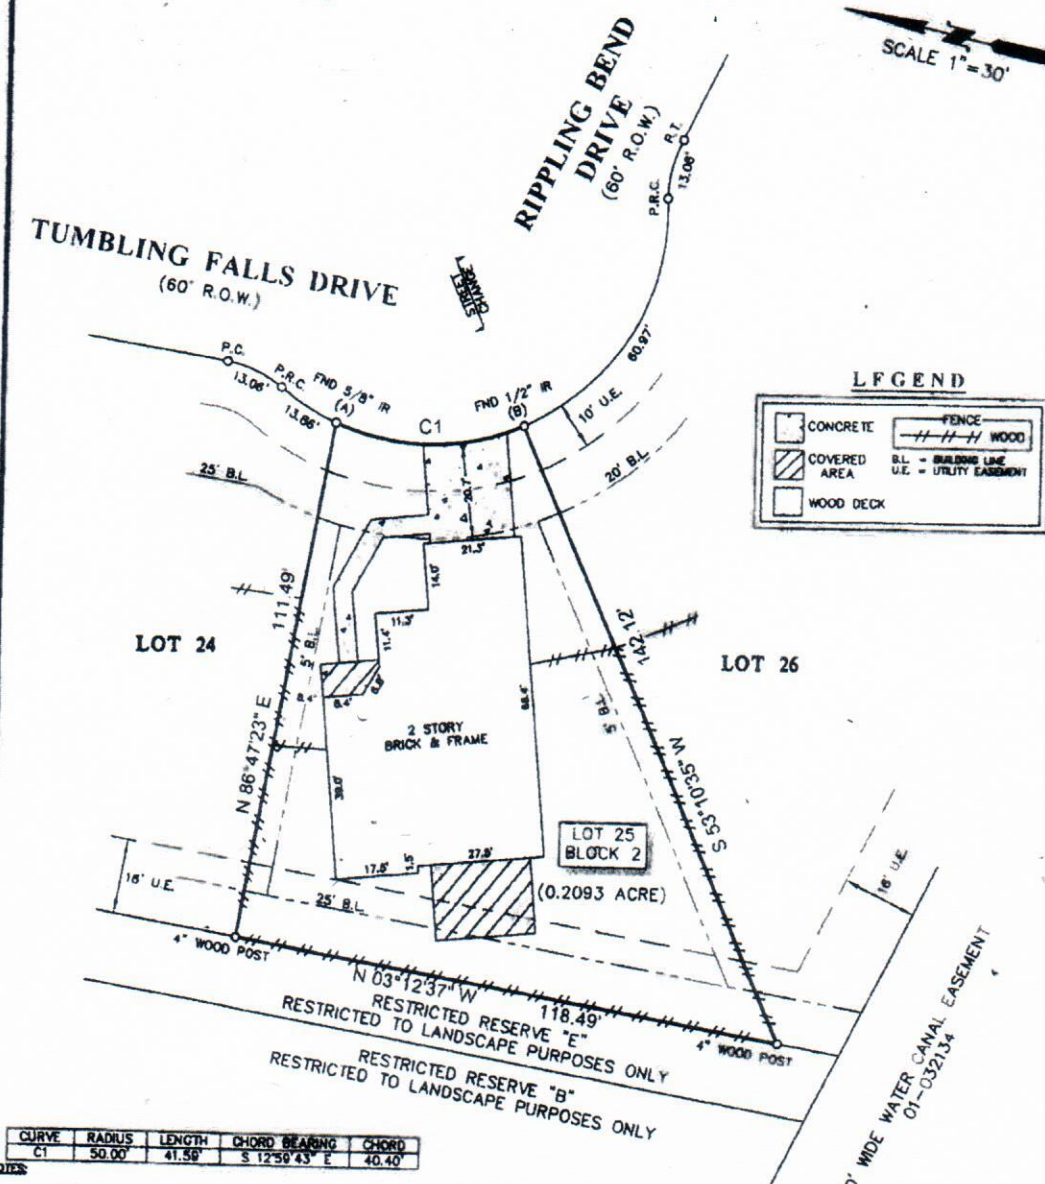 SCALE 1"=30'
RIPPLING BEND
DRIVE
(60' R.O.W.)
R.T.
13.06'
P.R.C.
TUMBLING FALLS DRIVE
(60' R.O.W.)
STREET
CHANGE
P.C.
13.06'
P.R.C.
13.86'
FND 5/8" IR
(A)
C1
FND 1/2" IR
(B)
60.97'
10' U.E.
20' B.L.
25' B.L.
LEGEND
CONCRETE
COVERED
AREA
WOOD DECK
FENCE
WOOD
B.L. - BUILDING LINE
U.E. - UTILITY EASEMENT
20.7'
21.3'
14.0'
11.4'
111.49'
5' B.L.
LOT 24
8.4'
8.4'
142.12'
LOT 26
5' B.L.
2 STORY
BRICK & FRAME
N 86°47'23" E
S 53°10'35" W
39.0'
LOT 25
BLOCK 2
(0.2093 ACRE)
17.5'
1.5'
27.5'
16' U.E.
25' B.L.
16' U.E.
4" WOOD POST
N 03°12'37" W
118.49'
RESTRICTED RESERVE "E"
RESTRICTED TO LANDSCAPE PURPOSES ONLY
4" WOOD POST
RESTRICTED RESERVE "B"
RESTRICTED TO LANDSCAPE PURPOSES ONLY
0' WIDE WATER CANAL EASEMENT
01-032134
CURVE RADIUS LENGTH CHORD BEARING CHORD
C1 50.00' 41.59' S 12°59'43" E 40.40'